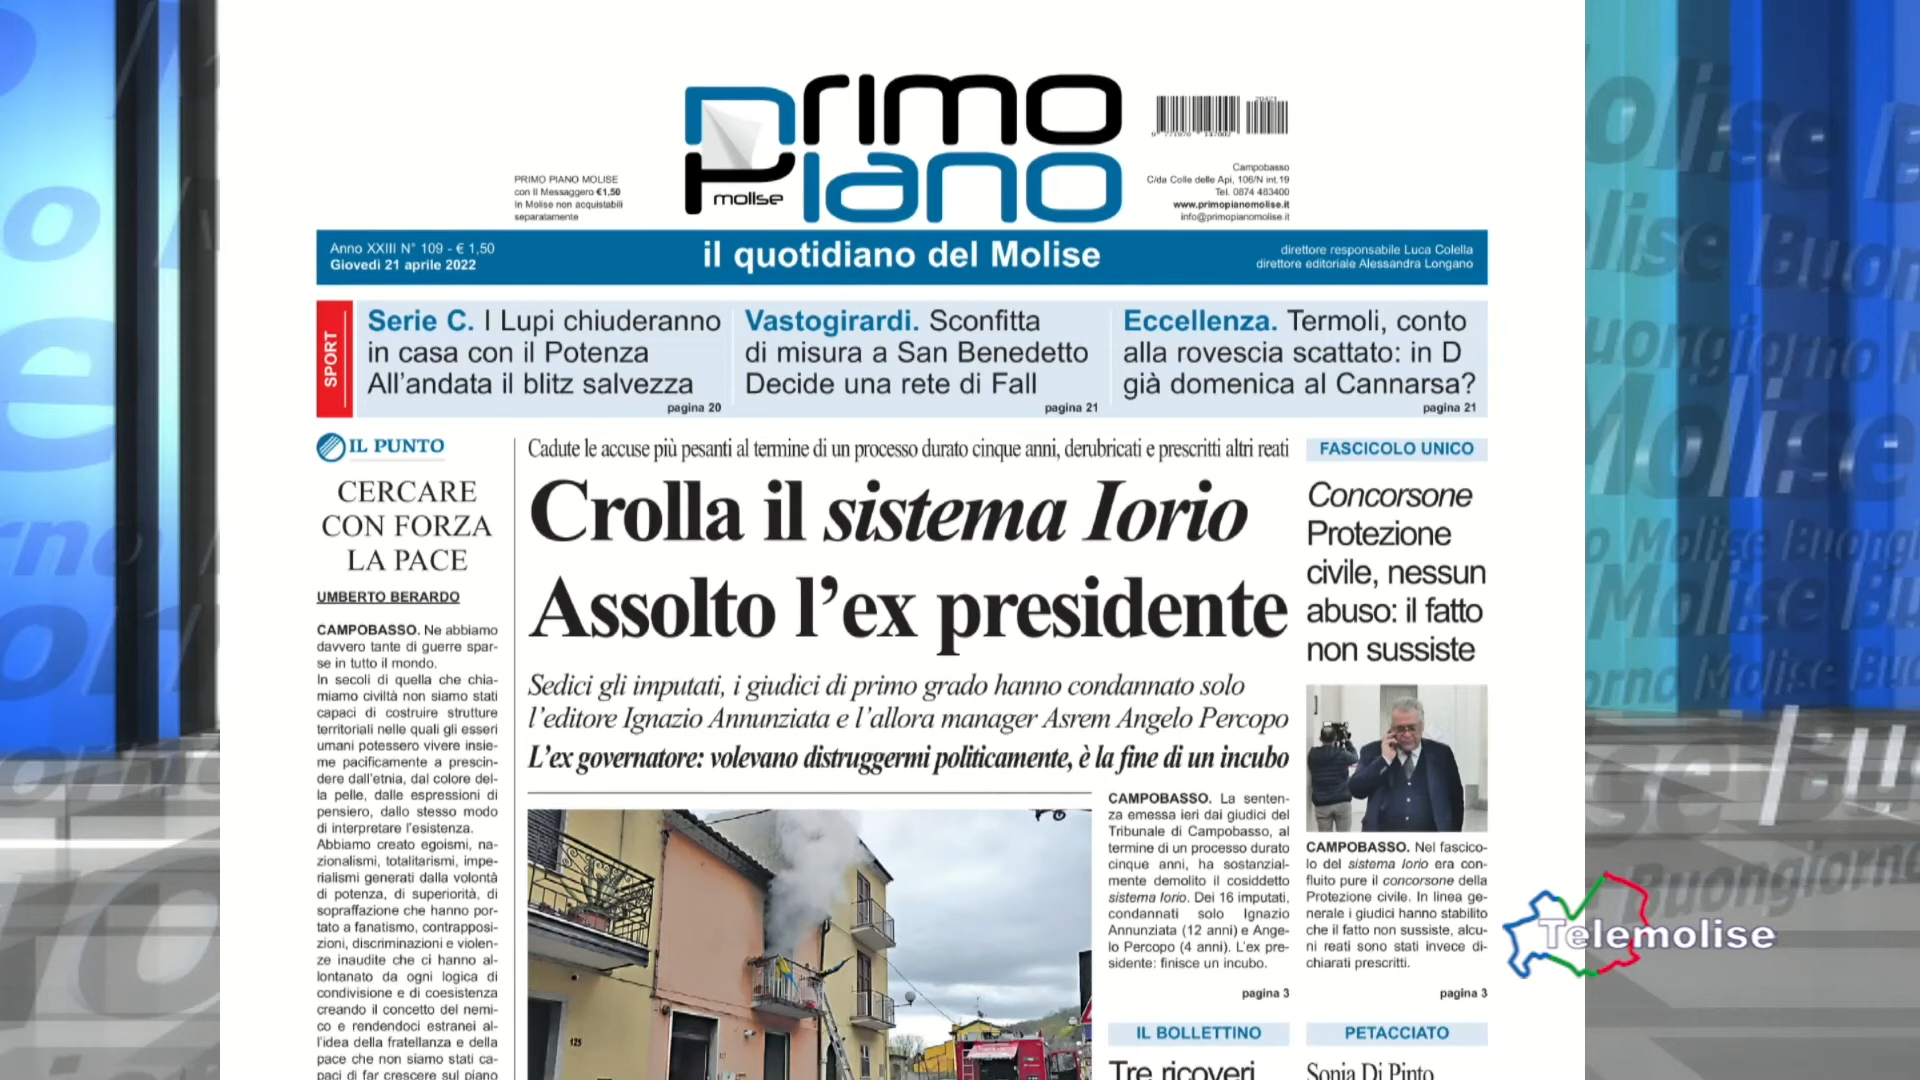 Primo
Piano
molise
PRIMO PIANO MOLISE
con Il Messaggero €1,50
in Molise non acquistabili
separatamente
20421
Campobasso
C/da Colle delle Api, 106/N int.19
Tel. 0874 483400
www.primopianomolise.it
info@primopianomolise.it
Anno XXIII N° 109 - € 1,50
Giovedì 21 aprile 2022
il quotidiano del Molise
direttore responsabile Luca Colella
direttore editoriale Alessandra Longano
SPORT
Serie C. I Lupi chiuderanno
in casa con il Potenza
All'andata il blitz salvezza
pagina 20
Vastogirardi. Sconfitta
di misura a San Benedetto
Decide una rete di Fall
pagina 21
Eccellenza. Termoli, conto
alla rovescia scattato: in D
già domenica al Cannarsa?
pagina 21
IL PUNTO
CERCARE
CON FORZA
LA PACE
UMBERTO BERARDO
CAMPOBASSO. Ne abbiamo
davvero tante di guerre spar-
se in tutto il mondo.
In secoli di quella che chia-
miamo civiltà non siamo stati
capaci di costruire strutture
territoriali nelle quali gli esseri
umani potessero vivere insie-
me pacificamente a prescin-
dere dall'etnia, dal colore del-
la pelle, dalle espressioni di
pensiero, dallo stesso modo
di interpretare l'esistenza.
Abbiamo creato egoismi, na-
zionalismi, totalitarismi, impe-
rialismi generati dalla volontà
di potenza, di superiorità, di
sopraffazione che hanno por-
tato a fanatismo, contrapposi-
zioni, discriminazioni e violen-
ze inaudite che ci hanno al-
lontanato da ogni logica di
condivisione e di coesistenza
creando il concetto del nemi-
co e rendendoci estranei al-
l'idea della fratellanza e della
pace che non siamo stati ca-
paci di far crescere sul piano
Cadute le accuse più pesanti al termine di un processo durato cinque anni, derubricati e prescritti altri reati
Crolla il sistema Iorio
Assolto l'ex presidente
Sedici gli imputati, i giudici di primo grado hanno condannato solo
l'editore Ignazio Annunziata e l'allora manager Asrem Angelo Percopo
L'ex governatore: volevano distruggermi politicamente, è la fine di un incubo
125
CAMPOBASSO. La senten-
za emessa ieri dai giudici del
Tribunale di Campobasso, al
termine di un processo durato
cinque anni, ha sostanzial-
mente demolito il cosiddetto
sistema Iorio. Dei 16 imputati,
condannati solo Ignazio
Annunziata (12 anni) e Ange-
lo Percopo (4 anni). L'ex pre-
sidente: finisce un incubo.
pagina 3
IL BOLLETTINO
Tre ricoveri
FASCICOLO UNICO
Concorsone
Protezione
civile, nessun
abuso: il fatto
non sussiste
CAMPOBASSO. Nel fascico-
lo del sistema Iorio era con-
fluito pure il concorsone della
Protezione civile. In linea ge-
nerale i giudici hanno stabilito
che il fatto non sussiste, alcu-
ni reati sono stati invece di-
chiarati prescritti.
pagina 3
PETACCIATO
Sonia Di Pinto
Telemolise
Molise Buongiorno